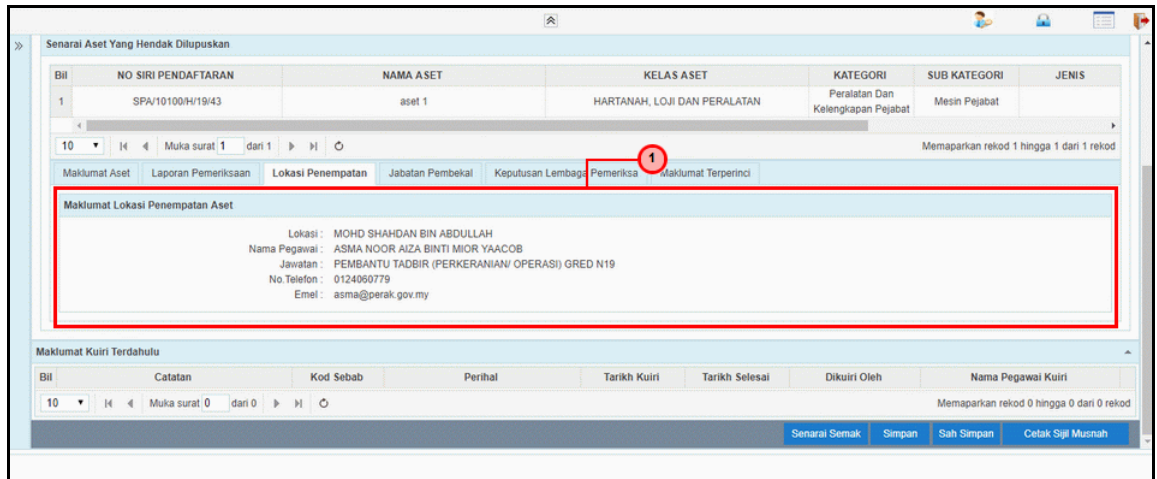 Senarai Aset Yang Hendak Dilupuskan
Bil NO SIRI PENDAFTARAN NAMA ASET KELAS ASET KATEGORI SUB KATEGORI JENIS
1 SPA/10100/H/19/43 aset 1 HARTANAH, LOJI DAN PERALATAN Peralatan Dan Kelengkapan Pejabat Mesin Pejabat
10 Muka surat 1 dari 1 Memaparkan rekod 1 hingga 1 dari 1 rekod
1
Maklumat Aset Laporan Pemeriksaan Lokasi Penempatan Jabatan Pembekal Keputusan Lembaga Pemeriksa Maklumat Terperinci
Maklumat Lokasi Penempatan Aset
Lokasi : MOHD SHAHDAN BIN ABDULLAH
Nama Pegawai : ASMA NOOR AIZA BINTI MIOR YAACOB
Jawatan : PEMBANTU TADBIR (PERKERANIAN/ OPERASI) GRED N19
No.Telefon : 0124060779
Emel : asma@perak.gov.my
Maklumat Kuiri Terdahulu
Bil Catatan Kod Sebab Perihal Tarikh Kuiri Tarikh Selesai Dikuiri Oleh Nama Pegawai Kuiri
10 Muka surat 0 dari 0 Memaparkan rekod 0 hingga 0 dari 0 rekod
Senarai Semak Simpan Sah Simpan Cetak Sijil Musnah